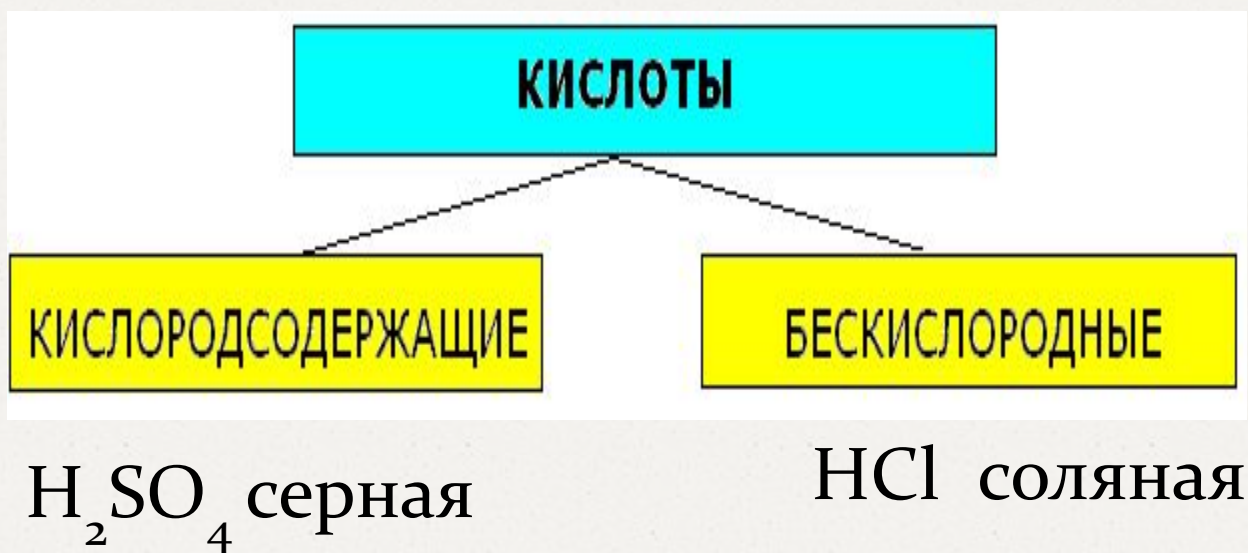 КИСЛОТЫ
КИСЛОРОДСОДЕРЖАЩИЕ
БЕСКИСЛОРОДНЫЕ
H₂SO₄ серная
HCl соляная